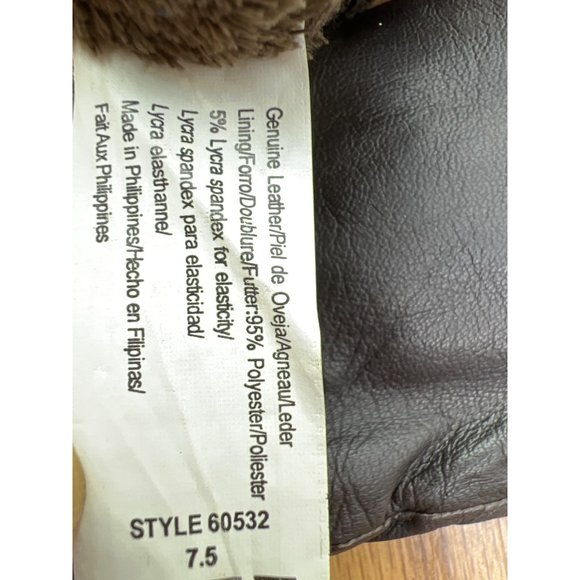 Genuine Leather/Piel de Oveja/Agneau/Leder
Lining/Forro/Doublure/Futter:95% Polyester/Poliester
5% Lycra spandex for elasticity/
Lycra spandex para elasticidad/
Lycra elasthanne/
Made in Philippines/Hecho en Filipinas/
Fait Aux Philippines
STYLE 60532
7.5